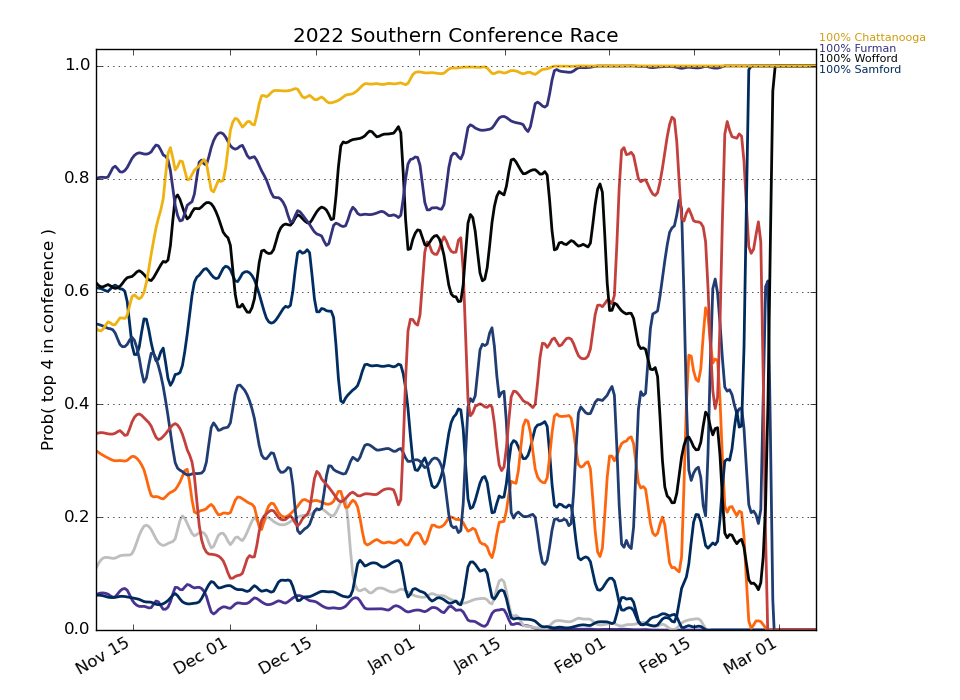 2022 Southern Conference Race
100% Chattanooga
100% Furman
100% Wofford
100% Samford
Prob( top 4 in conference )
1.0
0.8
0.6
0.4
0.2
0.0
Nov 15
Dec 01
Dec 15
Jan 01
Jan 15
Feb 01
Feb 15
Mar 01